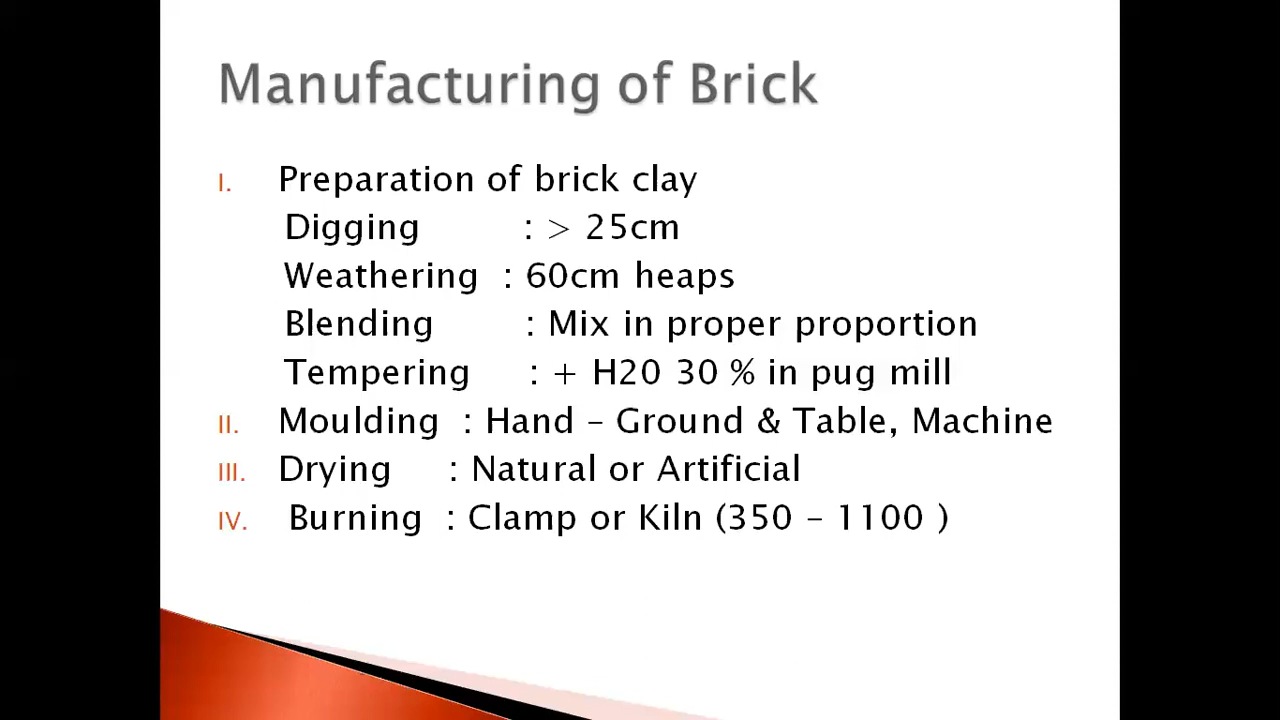 Manufacturing of Brick
I. Preparation of brick clay
Digging : > 25cm
Weathering : 60cm heaps
Blending : Mix in proper proportion
Tempering : + H20 30 % in pug mill
II. Moulding : Hand – Ground & Table, Machine
III. Drying : Natural or Artificial
IV. Burning : Clamp or Kiln (350 – 1100 )